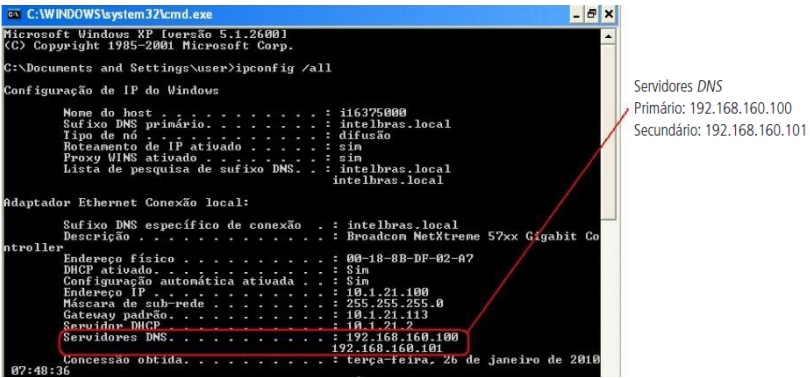 C:\WINDOWS\system32\cmd.exe
Microsoft Windows XP [versão 5.1.2600]
(C) Copyright 1985-2001 Microsoft Corp.
C:\Documents and Settings\user>ipconfig /all
Configuração de IP do Windows
Nome do host . . . . . . . . . . . : i16375000
Sufixo DNS primário. . . . . . . . : intelbras.local
Tipo de nó . . . . . . . . . . . . : difusão
Roteamento de IP ativado . . . . . : sim
Proxy WINS ativado . . . . . . . . : sim
Lista de pesquisa de sufixo DNS. . : intelbras.local
intelbras.local
Adaptador Ethernet Conexão local:
Sufixo DNS específico de conexão . : intelbras.local
Descrição . . . . . . . . . . . . : Broadcom NetXtreme 57xx Gigabit Co
ntroller
Endereço físico . . . . . . . . . : 00-18-8B-DF-02-A7
DHCP ativado. . . . . . . . . . . : Sim
Configuração automática ativada . . : Sim
Endereço IP . . . . . . . . . . . : 10.1.21.100
Máscara de sub-rede . . . . . . . : 255.255.255.0
Gateway padrão. . . . . . . . . . : 10.1.21.113
Servidor DHCP. . . . . . . . . . . : 10.1.21.2
Servidores DNS. . . . . . . . . . : 192.168.160.100
192.168.160.101
Concessão obtida. . . . . . . . . : terça-feira, 26 de janeiro de 2010
07:48:36
Servidores DNS
Primário: 192.168.160.100
Secundário: 192.168.160.101